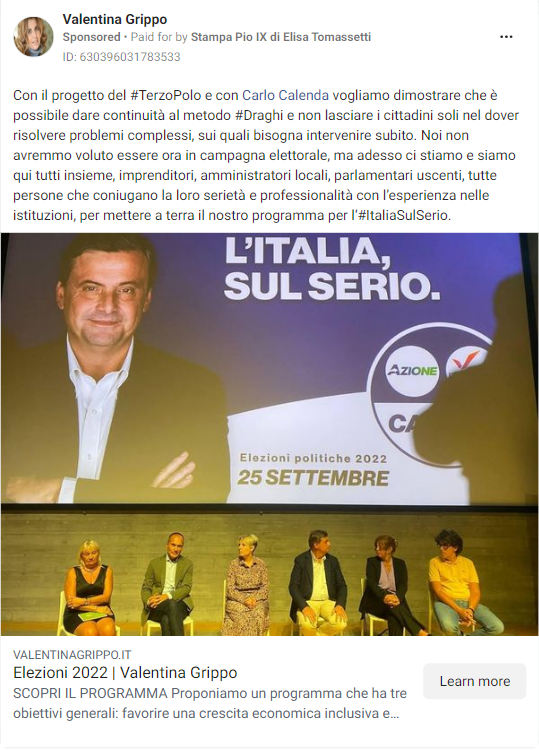 Valentina Grippo
Sponsored • Paid for by Stampa Pio IX di Elisa Tomassetti
ID: 630396031783533
Con il progetto del #TerzoPolo e con Carlo Calenda vogliamo dimostrare che è
possibile dare continuità al metodo #Draghi e non lasciare i cittadini soli nel dover
risolvere problemi complessi, sui quali bisogna intervenire subito. Noi non
avremmo voluto essere ora in campagna elettorale, ma adesso ci stiamo e siamo
qui tutti insieme, imprenditori, amministratori locali, parlamentari uscenti, tutte
persone che coniugano la loro serietà e professionalità con l'esperienza nelle
istituzioni, per mettere a terra il nostro programma per l'#ItaliaSulSerio.
L'ITALIA,
SUL SERIO.
AZIONE
CA
Elezioni politiche 2022
25 SETTEMBRE
VALENTINAGRIPPO.IT
Elezioni 2022 | Valentina Grippo
SCOPRI IL PROGRAMMA Proponiamo un programma che ha tre
obiettivi generali: favorire una crescita economica inclusiva e...
Learn more